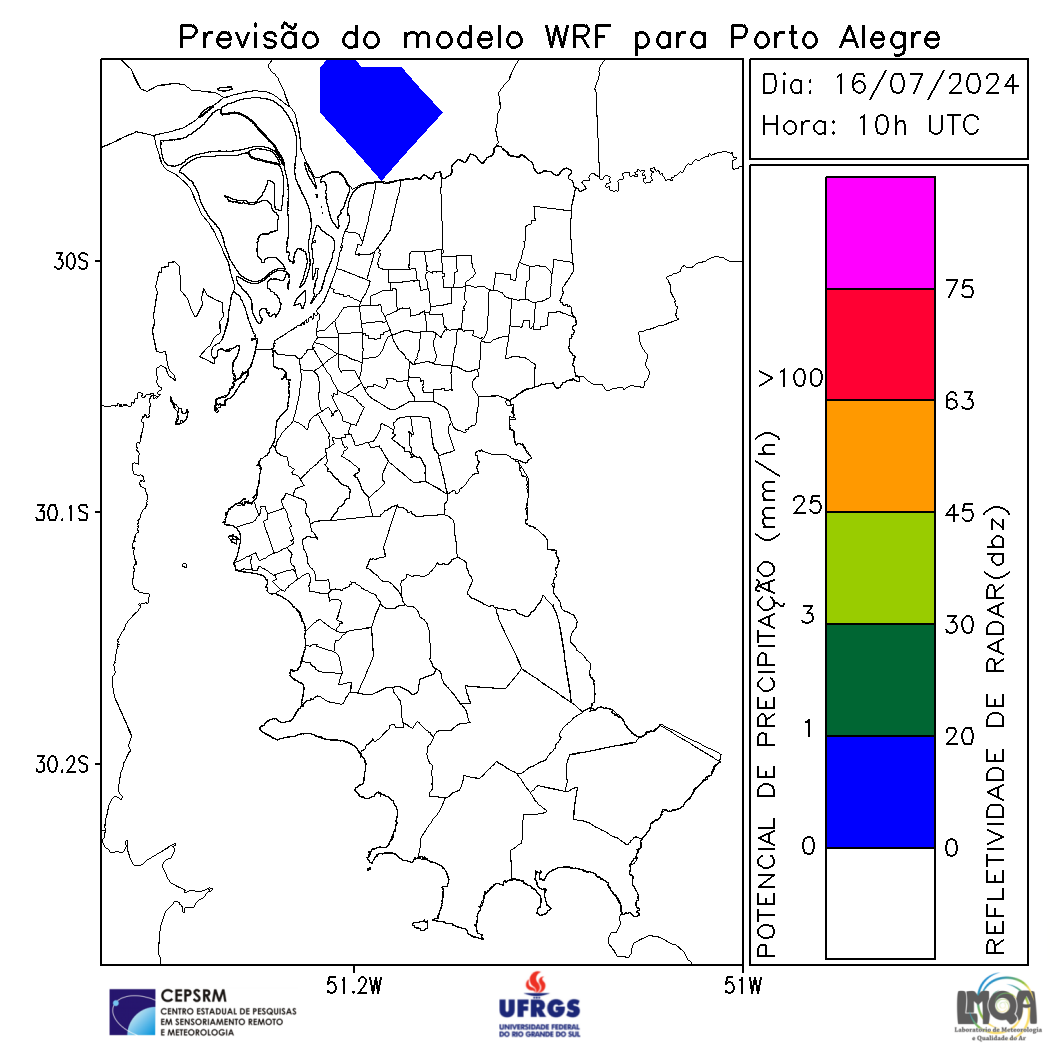 Previsão do modelo WRF para Porto Alegre
Dia: 16/07/2024
Hora: 10h UTC
30S
30.1S
30.2S
51.2W
51W
POTENCIAL DE PRECIPITAÇÃO (mm/h)
>100
25
3
1
0
75
63
45
30
20
0
REFLETIVIDADE DE RADAR(dbz)
CEPSRM
CENTRO ESTADUAL DE PESQUISAS
EM SENSORIAMENTO REMOTO
E METEOROLOGIA
UFRGS
UNIVERSIDADE FEDERAL
DO RIO GRANDE DO SUL
LMQA
Laboratório de Meteorologia
e Qualidade do Ar